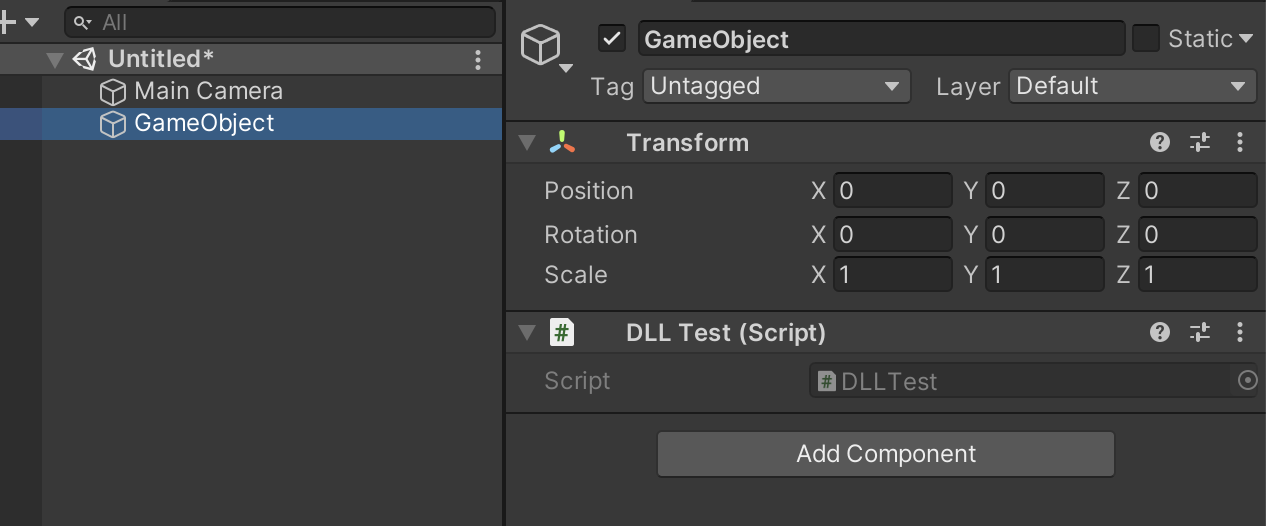 All
Untitled*
Main Camera
GameObject
GameObject
Static
Tag Untagged Layer Default
Transform
Position X 0 Y 0 Z 0
Rotation X 0 Y 0 Z 0
Scale X 1 Y 1 Z 1
# DLL Test (Script)
Script # DLLTest
Add Component